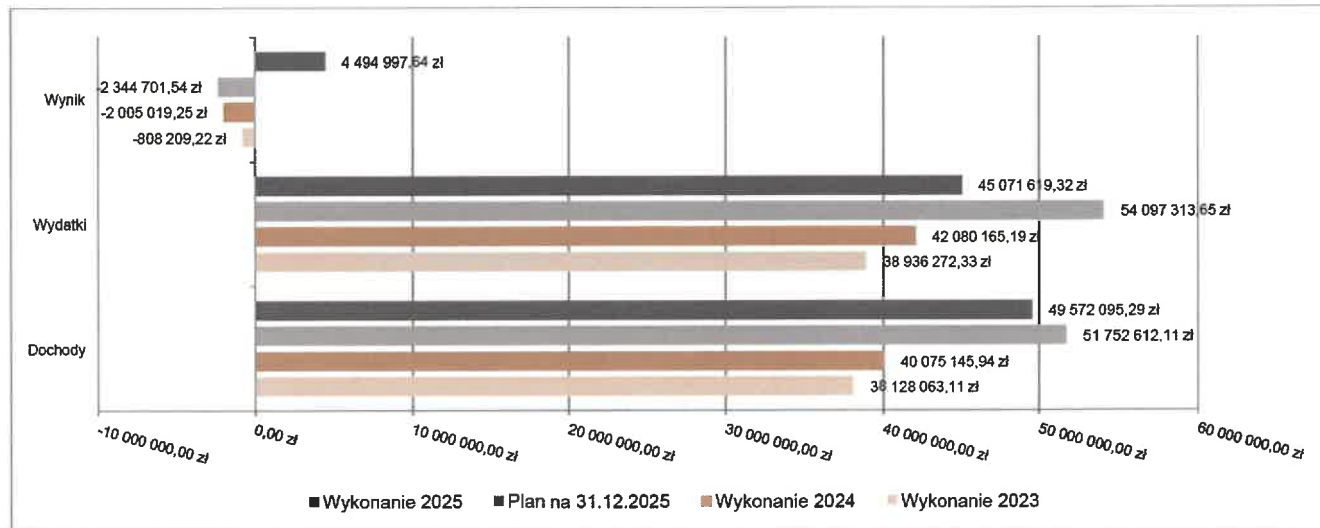 4 494 997,64 zł
-2 344 701,54 zł
Wynik
-2 005 019,25 zł
-808 209,22 zł
45 071 619,32 zł
54 097 313,65 zł
Wydatki
42 080 165,19 zł
38 936 272,33 zł
49 572 095,29 zł
51 752 612,11 zł
Dochody
40 075 145,94 zł
38 128 063,11 zł
-10 000 000,00 zł 0,00 zł 10 000 000,00 zł 20 000 000,00 zł 30 000 000,00 zł 40 000 000,00 zł 50 000 000,00 zł 60 000 000,00 zł
Wykonanie 2025 Plan na 31.12.2025 Wykonanie 2024 Wykonanie 2023